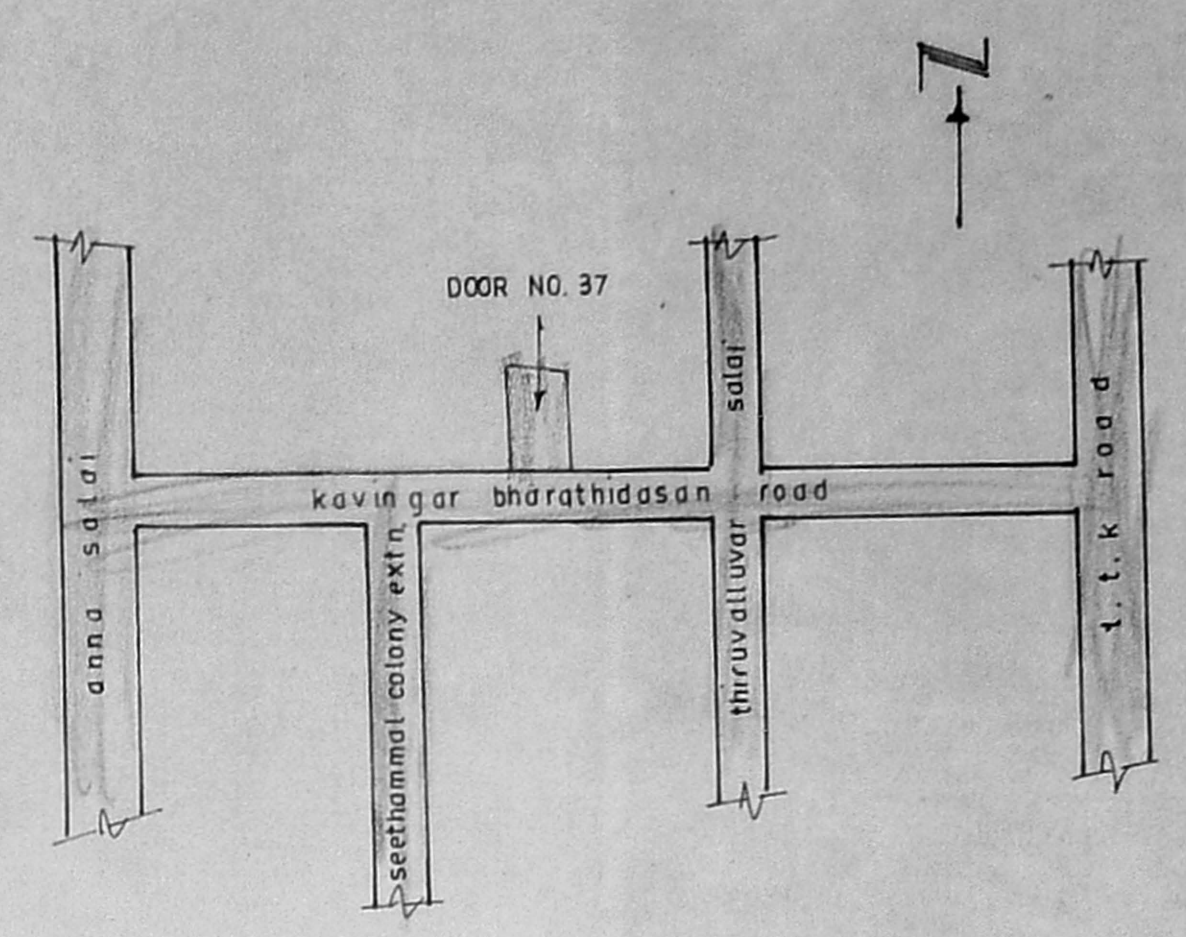 N
DOOR NO. 37
kavingar bharathidasan road
anna salai
seethammal colony extn.
thiruvalluvar salai
t.t.k road